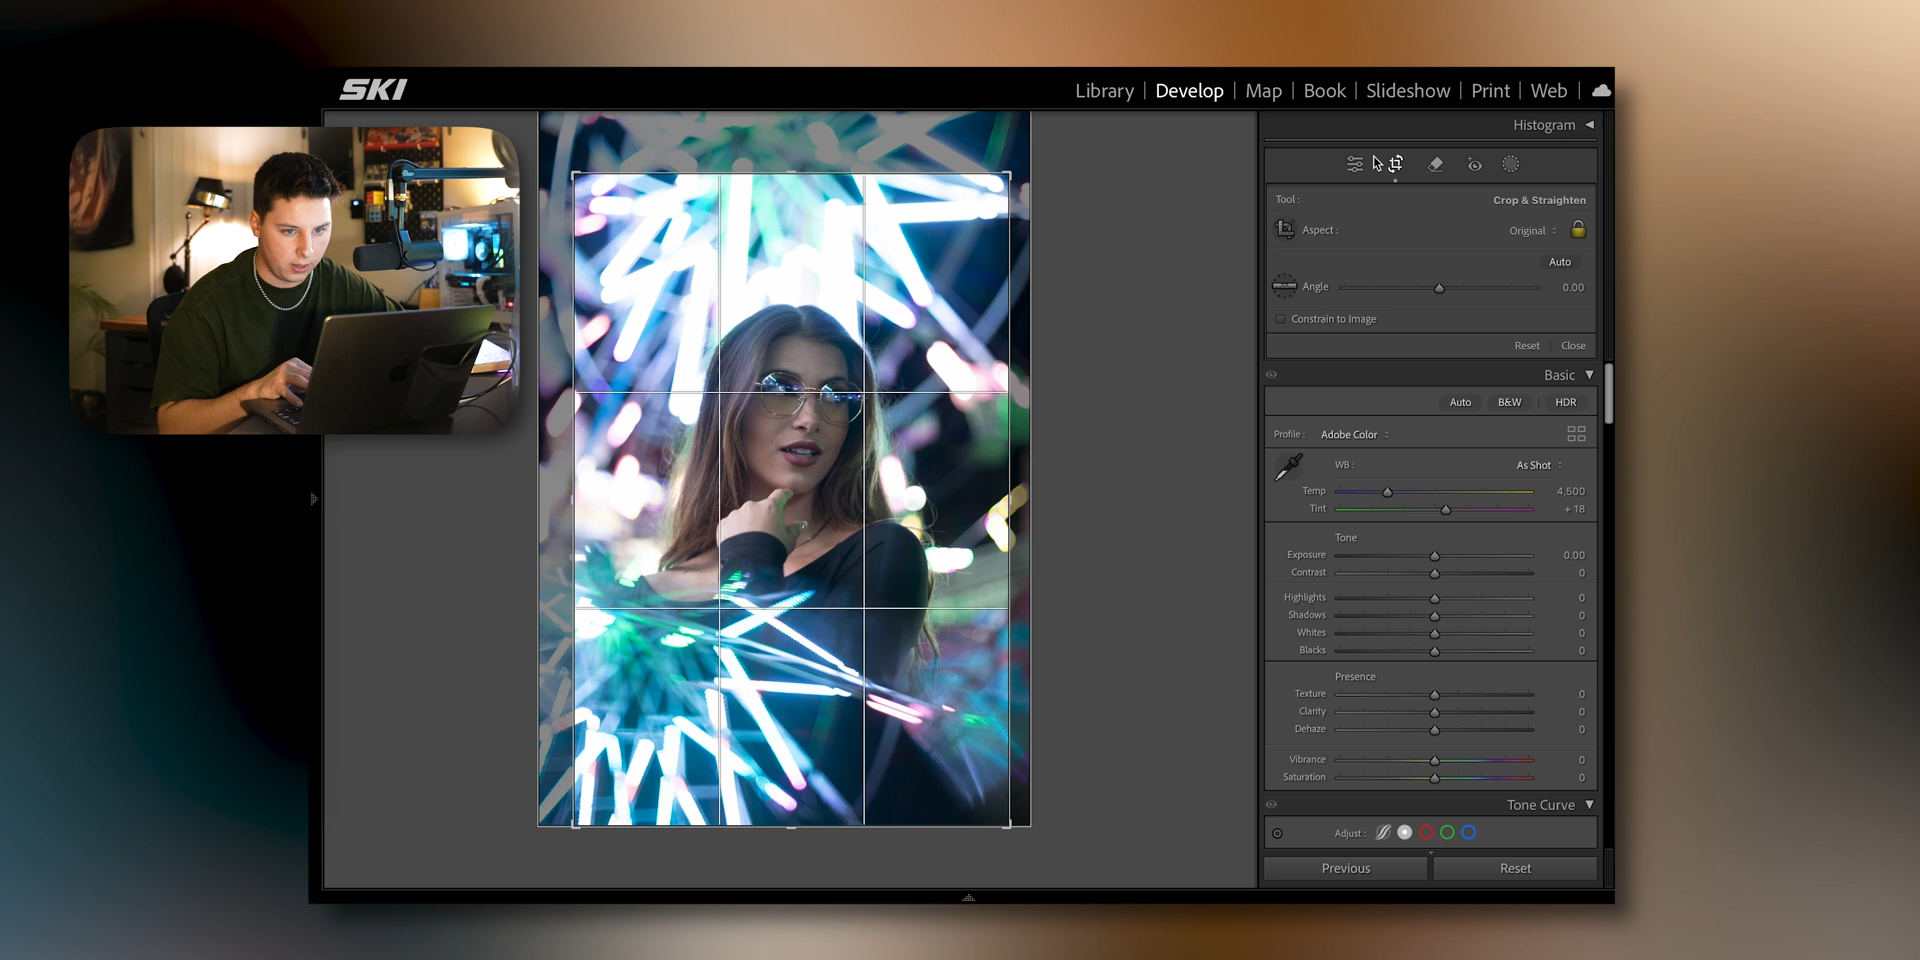 SKI
Library | Develop | Map | Book | Slideshow | Print | Web |
Histogram
Tool : Crop & Straighten
Aspect : Original
Auto
Angle 0.00
Constrain to Image
Reset Close
Basic
Auto B&W HDR
Profile : Adobe Color
WB : As Shot
Temp 4,500
Tint + 18
Tone
Exposure 0.00
Contrast 0
Highlights 0
Shadows 0
Whites 0
Blacks 0
Presence
Texture 0
Clarity 0
Dehaze 0
Vibrance 0
Saturation 0
Tone Curve
Adjust :
Previous Reset